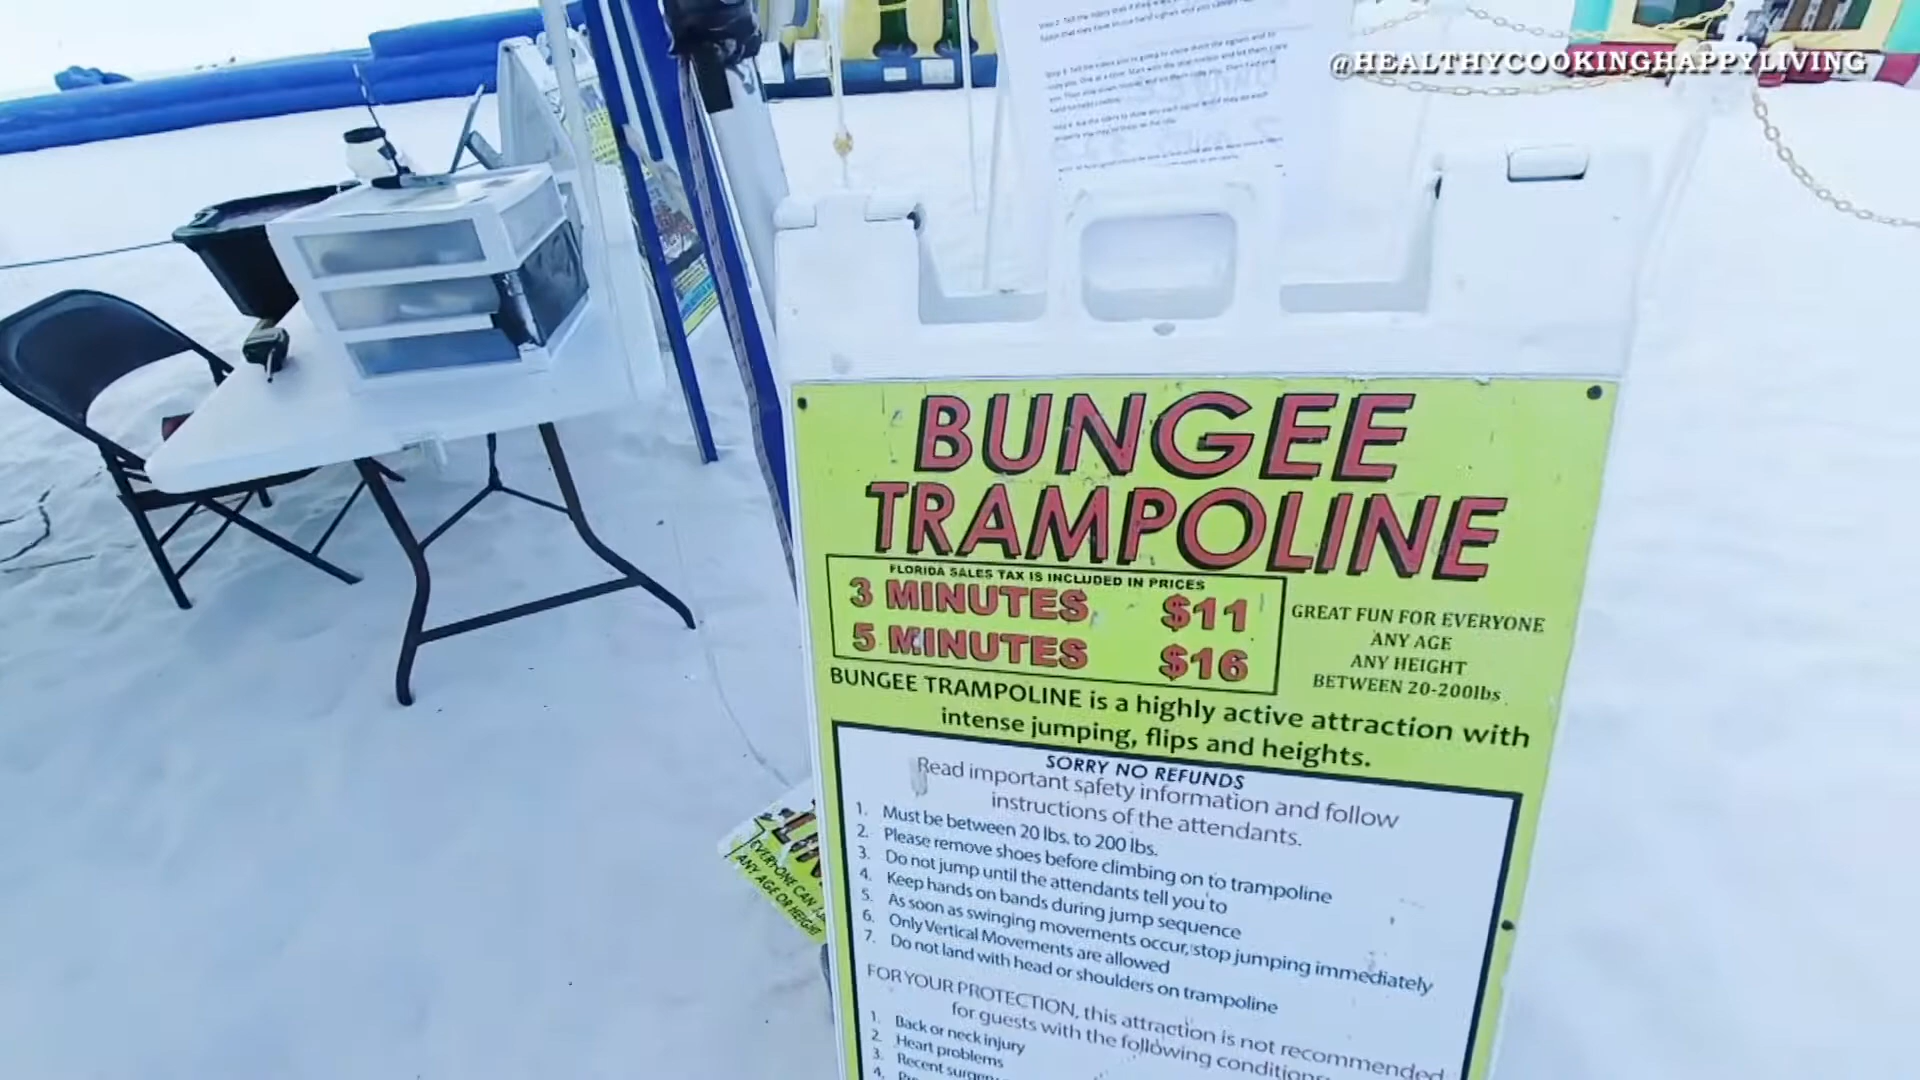 @HEALTHYCOOKINGHAPPYLIVING
BUNGEE
TRAMPOLINE
FLORIDA SALES TAX IS INCLUDED IN PRICES
3 MINUTES $11
5 MINUTES $16
GREAT FUN FOR EVERYONE
ANY AGE
ANY HEIGHT
BETWEEN 20-200lbs
BUNGEE TRAMPOLINE is a highly active attraction with
intense jumping, flips and heights.
SORRY NO REFUNDS
Read important safety information and follow
instructions of the attendants.
1. Must be between 20 lbs. to 200 lbs.
2. Please remove shoes before climbing on to trampoline
3. Do not jump until the attendants tell you to
4. Keep hands on bands during jump sequence
5. As soon as swinging movements occur, stop jumping immediately
6. Only Vertical Movements are allowed
7. Do not land with head or shoulders on trampoline
FOR YOUR PROTECTION, this attraction is not recommended
for guests with the following conditions
1. Back or neck injury
2. Heart problems
3. Recent surgery
4.
EVERYONE CAN
ANY AGE OR HEIGHT